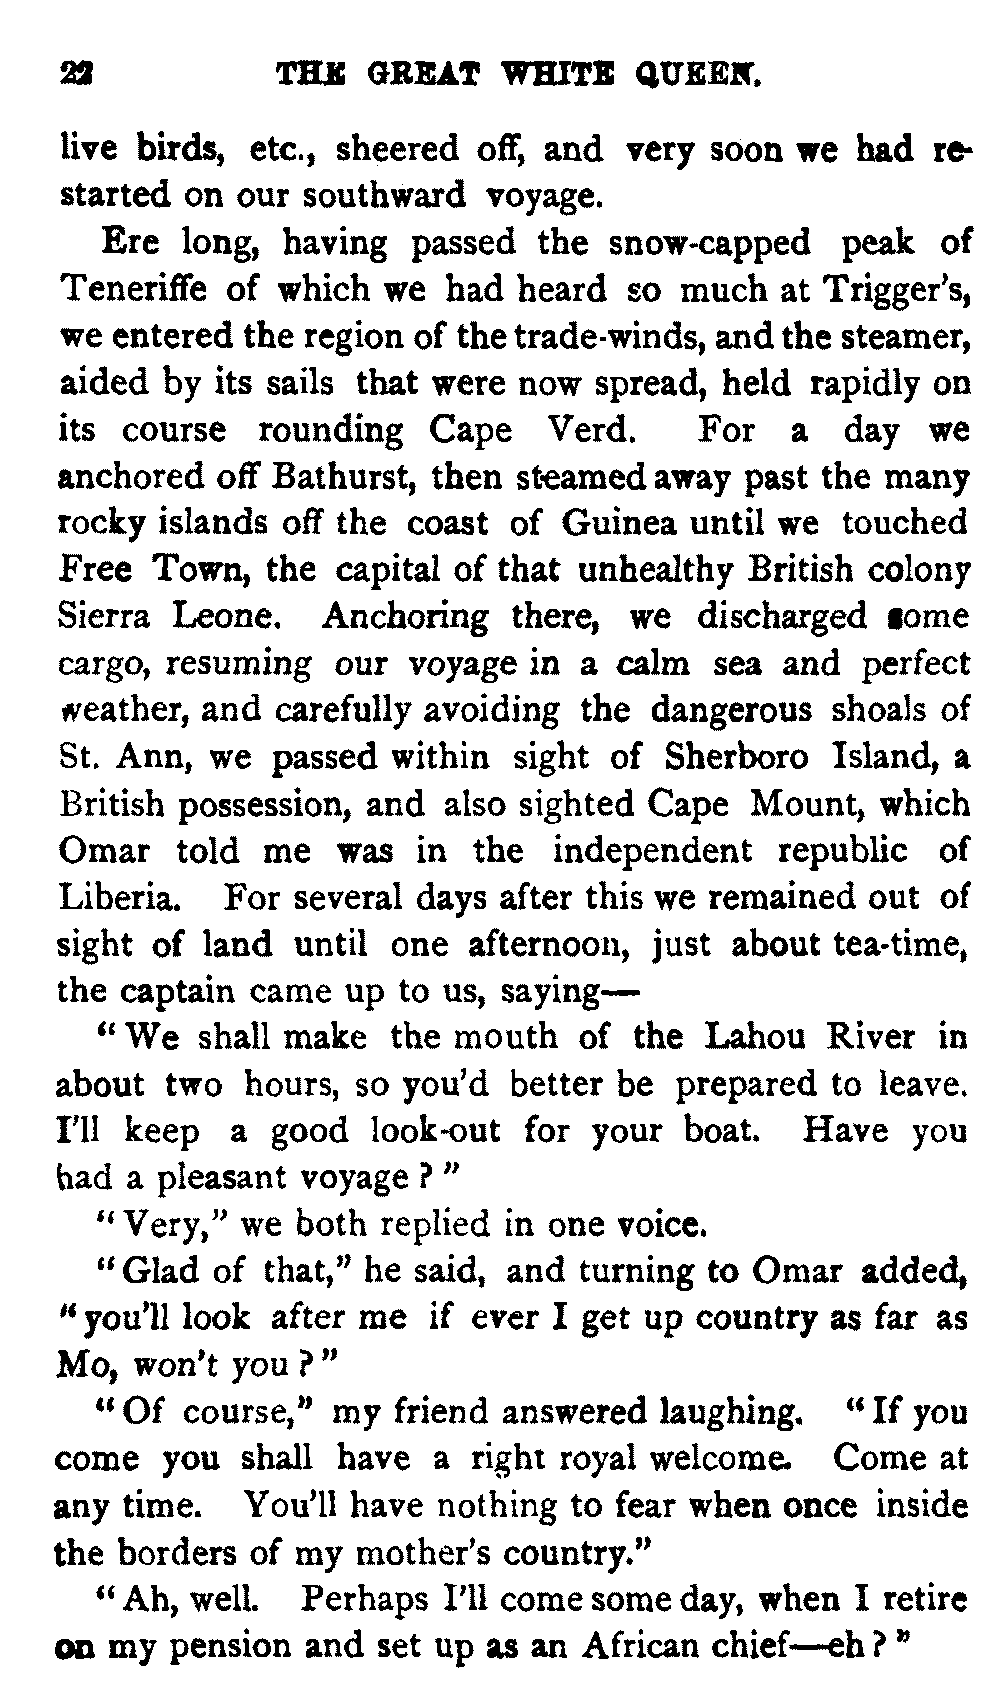 22 THE GREAT WHITE QUEEN.
live birds, etc., sheered off, and very soon we had re-
started on our southward voyage.
Ere long, having passed the snow-capped peak of
Teneriffe of which we had heard so much at Trigger's,
we entered the region of the trade-winds, and the steamer,
aided by its sails that were now spread, held rapidly on
its course rounding Cape Verd. For a day we
anchored off Bathurst, then steamed away past the many
rocky islands off the coast of Guinea until we touched
Free Town, the capital of that unhealthy British colony
Sierra Leone. Anchoring there, we discharged some
cargo, resuming our voyage in a calm sea and perfect
weather, and carefully avoiding the dangerous shoals of
St. Ann, we passed within sight of Sherboro Island, a
British possession, and also sighted Cape Mount, which
Omar told me was in the independent republic of
Liberia. For several days after this we remained out of
sight of land until one afternoon, just about tea-time,
the captain came up to us, saying—
"We shall make the mouth of the Lahou River in
about two hours, so you'd better be prepared to leave.
I'll keep a good look-out for your boat. Have you
had a pleasant voyage?"
"Very," we both replied in one voice.
"Glad of that," he said, and turning to Omar added,
"you'll look after me if ever I get up country as far as
Mo, won't you?"
"Of course," my friend answered laughing. "If you
come you shall have a right royal welcome. Come at
any time. You'll have nothing to fear when once inside
the borders of my mother's country."
"Ah, well. Perhaps I'll come some day, when I retire
on my pension and set up as an African chief—eh?"